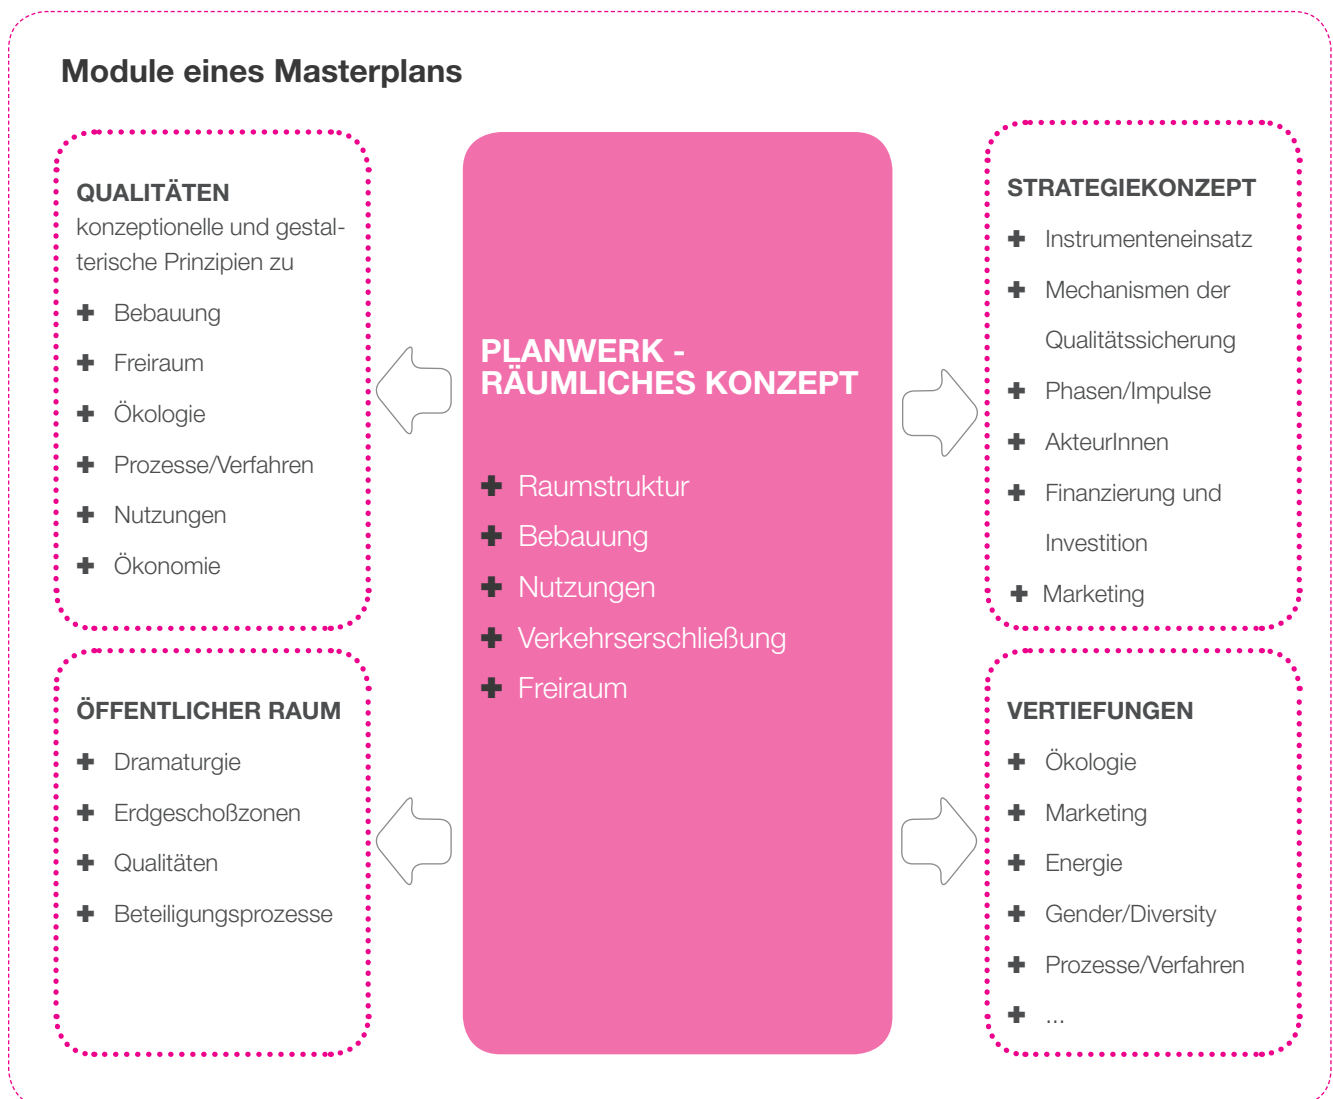 Module eines Masterplans
QUALITÄTEN
konzeptionelle und gestal-
terische Prinzipien zu
✚ Bebauung
✚ Freiraum
✚ Ökologie
✚ Prozesse/Verfahren
✚ Nutzungen
✚ Ökonomie
ÖFFENTLICHER RAUM
✚ Dramaturgie
✚ Erdgeschoßzonen
✚ Qualitäten
✚ Beteiligungsprozesse
PLANWERK -
RÄUMLICHES KONZEPT
✚ Raumstruktur
✚ Bebauung
✚ Nutzungen
✚ Verkehrserschließung
✚ Freiraum
STRATEGIEKONZEPT
✚ Instrumenteneinsatz
✚ Mechanismen der
Qualitätssicherung
✚ Phasen/Impulse
✚ AkteurInnen
✚ Finanzierung und
Investition
✚ Marketing
VERTIEFUNGEN
✚ Ökologie
✚ Marketing
✚ Energie
✚ Gender/Diversity
✚ Prozesse/Verfahren
✚ ...